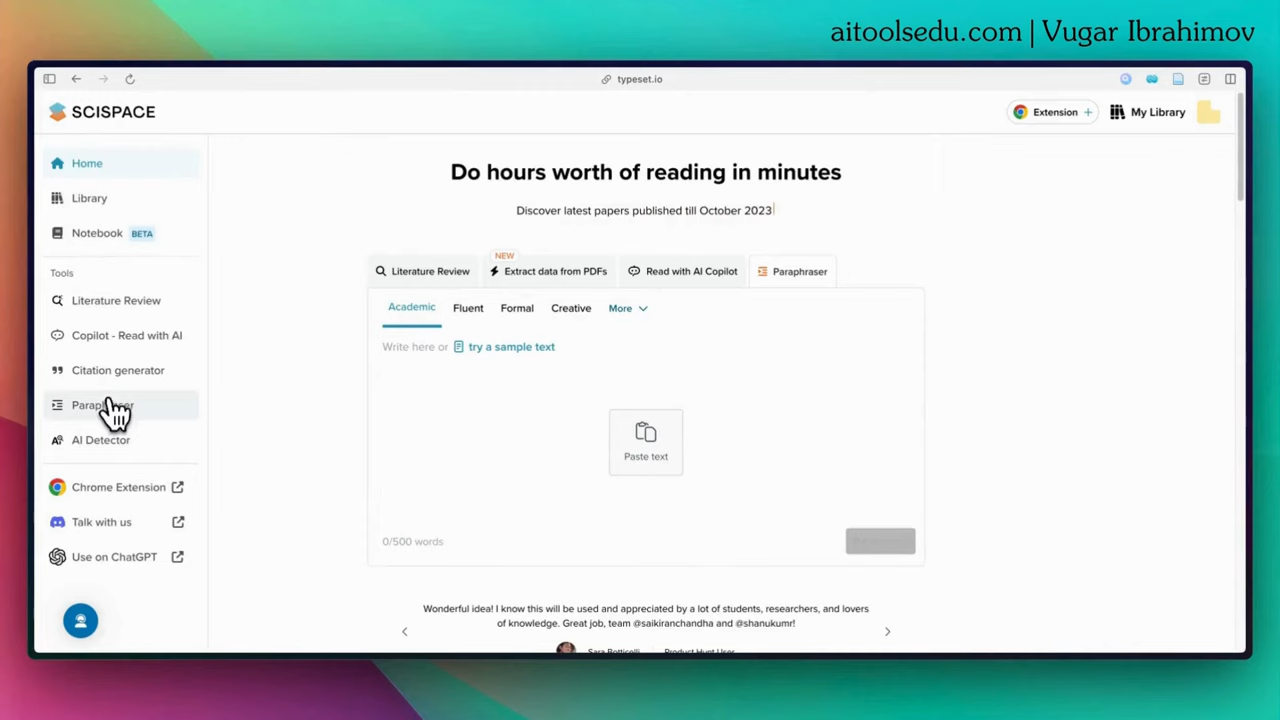 aitoolsedu.com | Vugar Ibrahimov
typeset.io
SCISPACE
Extension +
My Library
Home
Library
Notebook BETA
Tools
Literature Review
Copilot - Read with AI
Citation generator
Paraphraser
AI Detector
Chrome Extension
Talk with us
Use on ChatGPT
Do hours worth of reading in minutes
Discover latest papers published till October 2023
NEW
Literature Review Extract data from PDFs Read with AI Copilot Paraphraser
Academic Fluent Formal Creative More
Write here or try a sample text
Paste text
0/500 words
Wonderful idea! I know this will be used and appreciated by a lot of students, researchers, and lovers
of knowledge. Great job, team @saikiranchandha and @shanukumr!
Sara Botticelli Product Hunt User